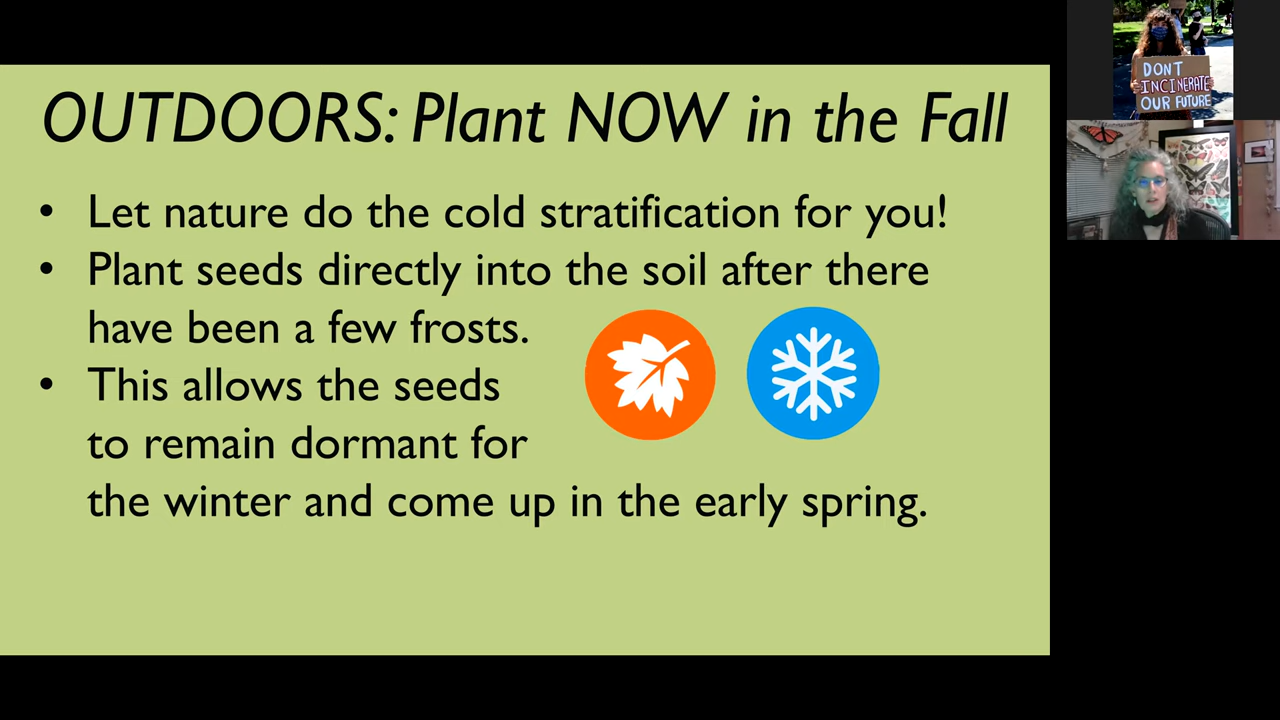 OUTDOORS: Plant NOW in the Fall
• Let nature do the cold stratification for you!
• Plant seeds directly into the soil after there
have been a few frosts.
• This allows the seeds
to remain dormant for
the winter and come up in the early spring.
DONT
INCINERATE
OUR FUTURE